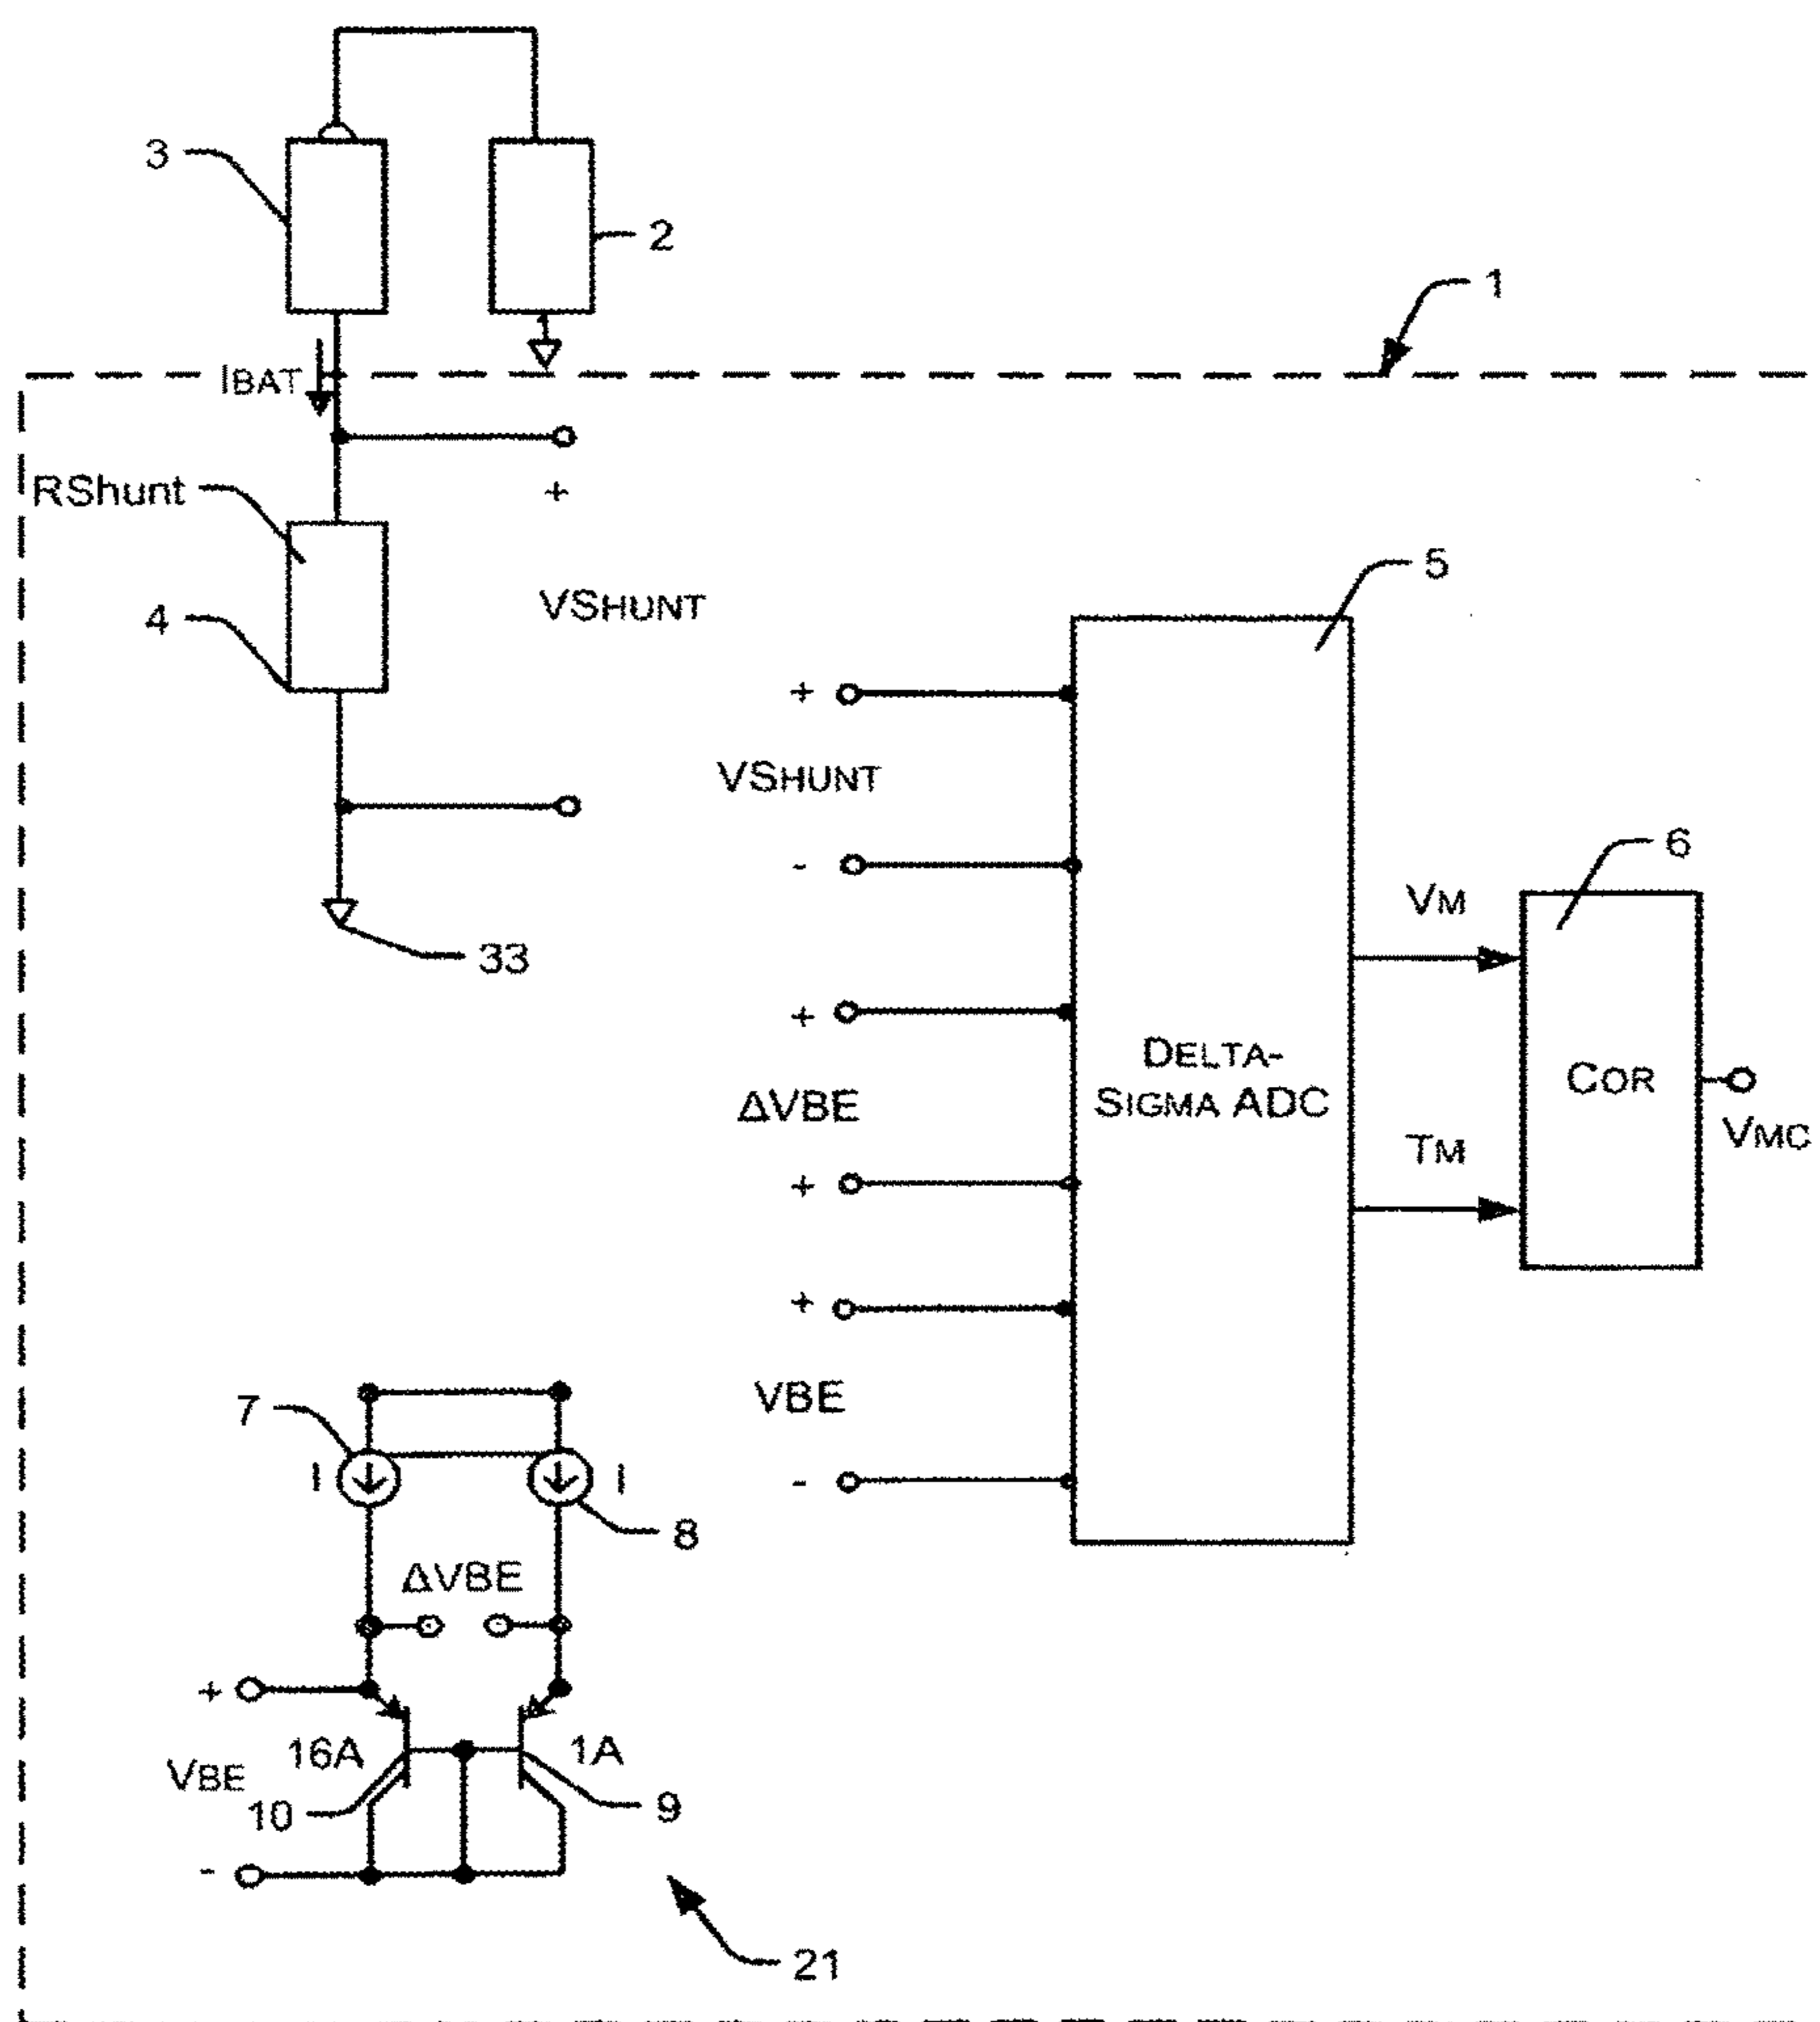 3
2
1
IBAT
+
RShunt
4
VSHUNT
5
+
VSHUNT
-
6
VM
33
+
DELTA-
SIGMA ADC
COR
ΔVBE
VMC
TM
+
+
VBE
-
7
I
I
8
ΔVBE
+
16A
1A
VBE
10
9
-
21